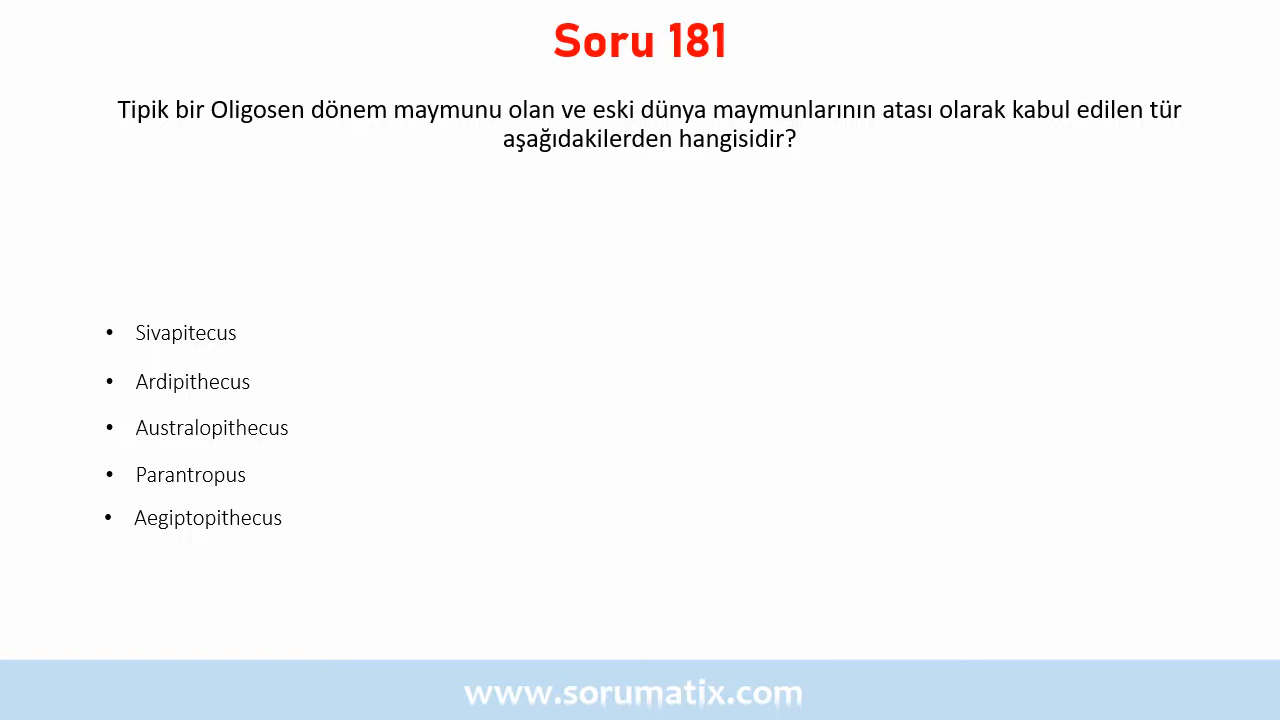 Soru 181
Tipik bir Oligosen dönem maymunu olan ve eski dünya maymunlarının atası olarak kabul edilen tür
aşağıdakilerden hangisidir?
• Sivapitecus
• Ardipithecus
• Australopithecus
• Parantropus
• Aegiptopithecus
www.sorumatix.com